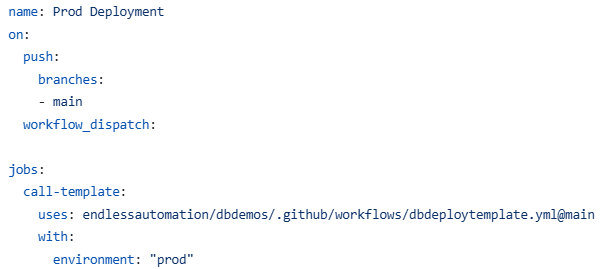 name: Prod Deployment
on:
  push:
    branches:
    - main
  workflow_dispatch:

jobs:
  call-template:
    uses: endlessautomation/dbdemos/.github/workflows/dbdeploytemplate.yml@main
    with:
      environment: "prod"